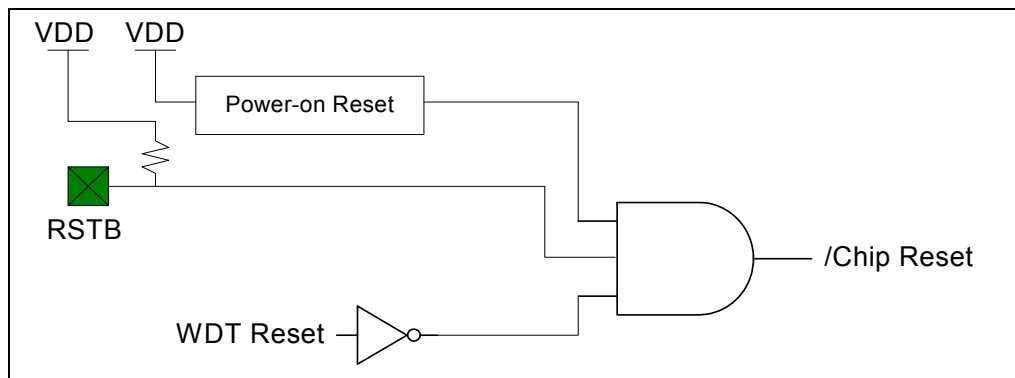 VDD VDD
Power-on Reset
RSTB
/Chip Reset
WDT Reset